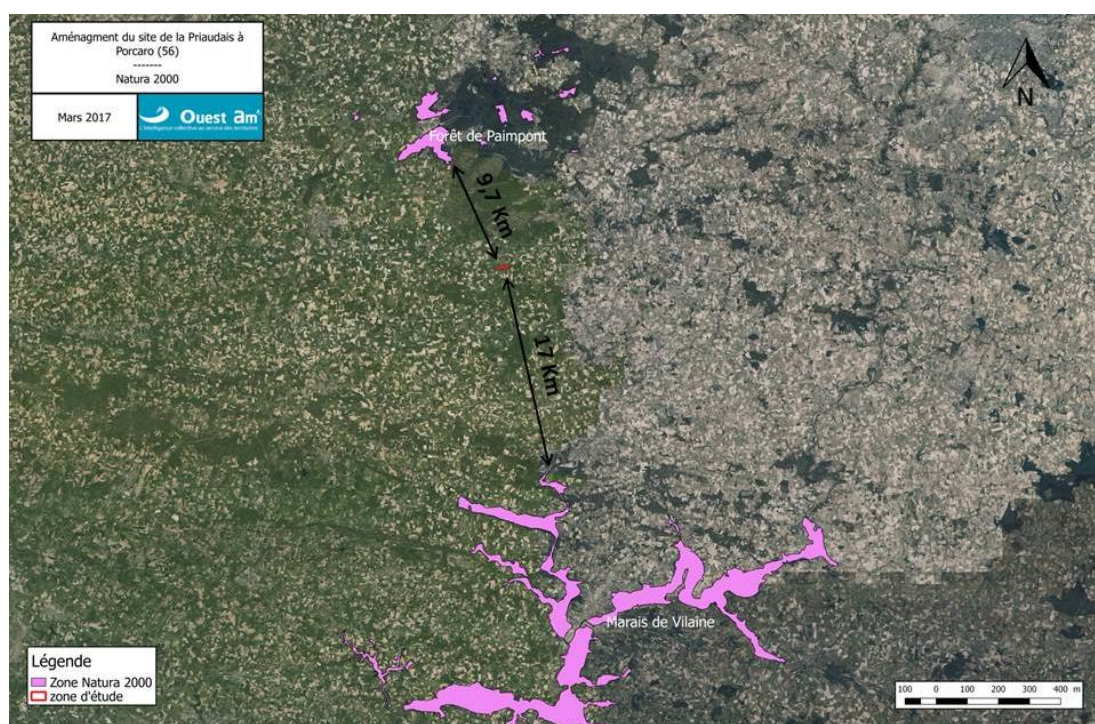 Aménagment du site de la Priaudais à
Porcaro (56)
-------
Natura 2000
Mars 2017
Ouest am'
L'intelligence collective au service des territoires
N
Forêt de Paimpont
9,7 Km
17 Km
Marais de Vilaine
Légende
Zone Natura 2000
zone d'étude
100 0 100 200 300 400 m